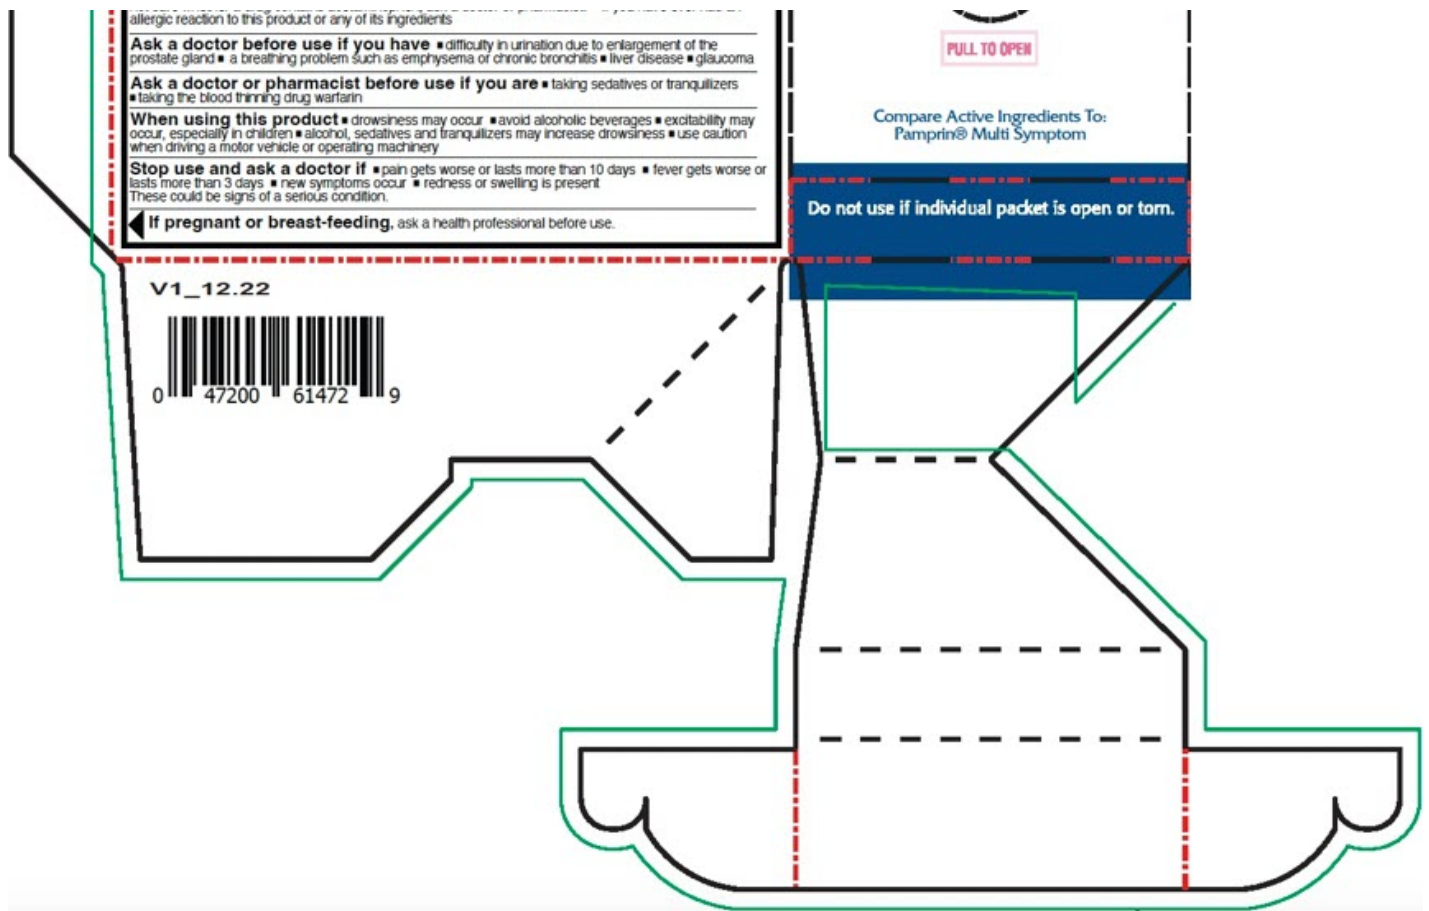 allergic reaction to this product or any of its ingredients
Ask a doctor before use if you have ▪ difficulty in urination due to enlargement of the
prostate gland ▪ a breathing problem such as emphysema or chronic bronchitis ▪ liver disease ▪ glaucoma
Ask a doctor or pharmacist before use if you are ▪ taking sedatives or tranquilizers
▪ taking the blood thinning drug warfarin
When using this product ▪ drowsiness may occur ▪ avoid alcoholic beverages ▪ excitability may
occur, especially in children ▪ alcohol, sedatives and tranquilizers may increase drowsiness ▪ use caution
when driving a motor vehicle or operating machinery
Stop use and ask a doctor if ▪ pain gets worse or lasts more than 10 days ▪ fever gets worse or
lasts more than 3 days ▪ new symptoms occur ▪ redness or swelling is present
These could be signs of a serious condition.
If pregnant or breast-feeding, ask a health professional before use.
V1_12.22
0 47200 61472 9
PULL TO OPEN
Compare Active Ingredients To:
Pamprin® Multi Symptom
Do not use if individual packet is open or torn.